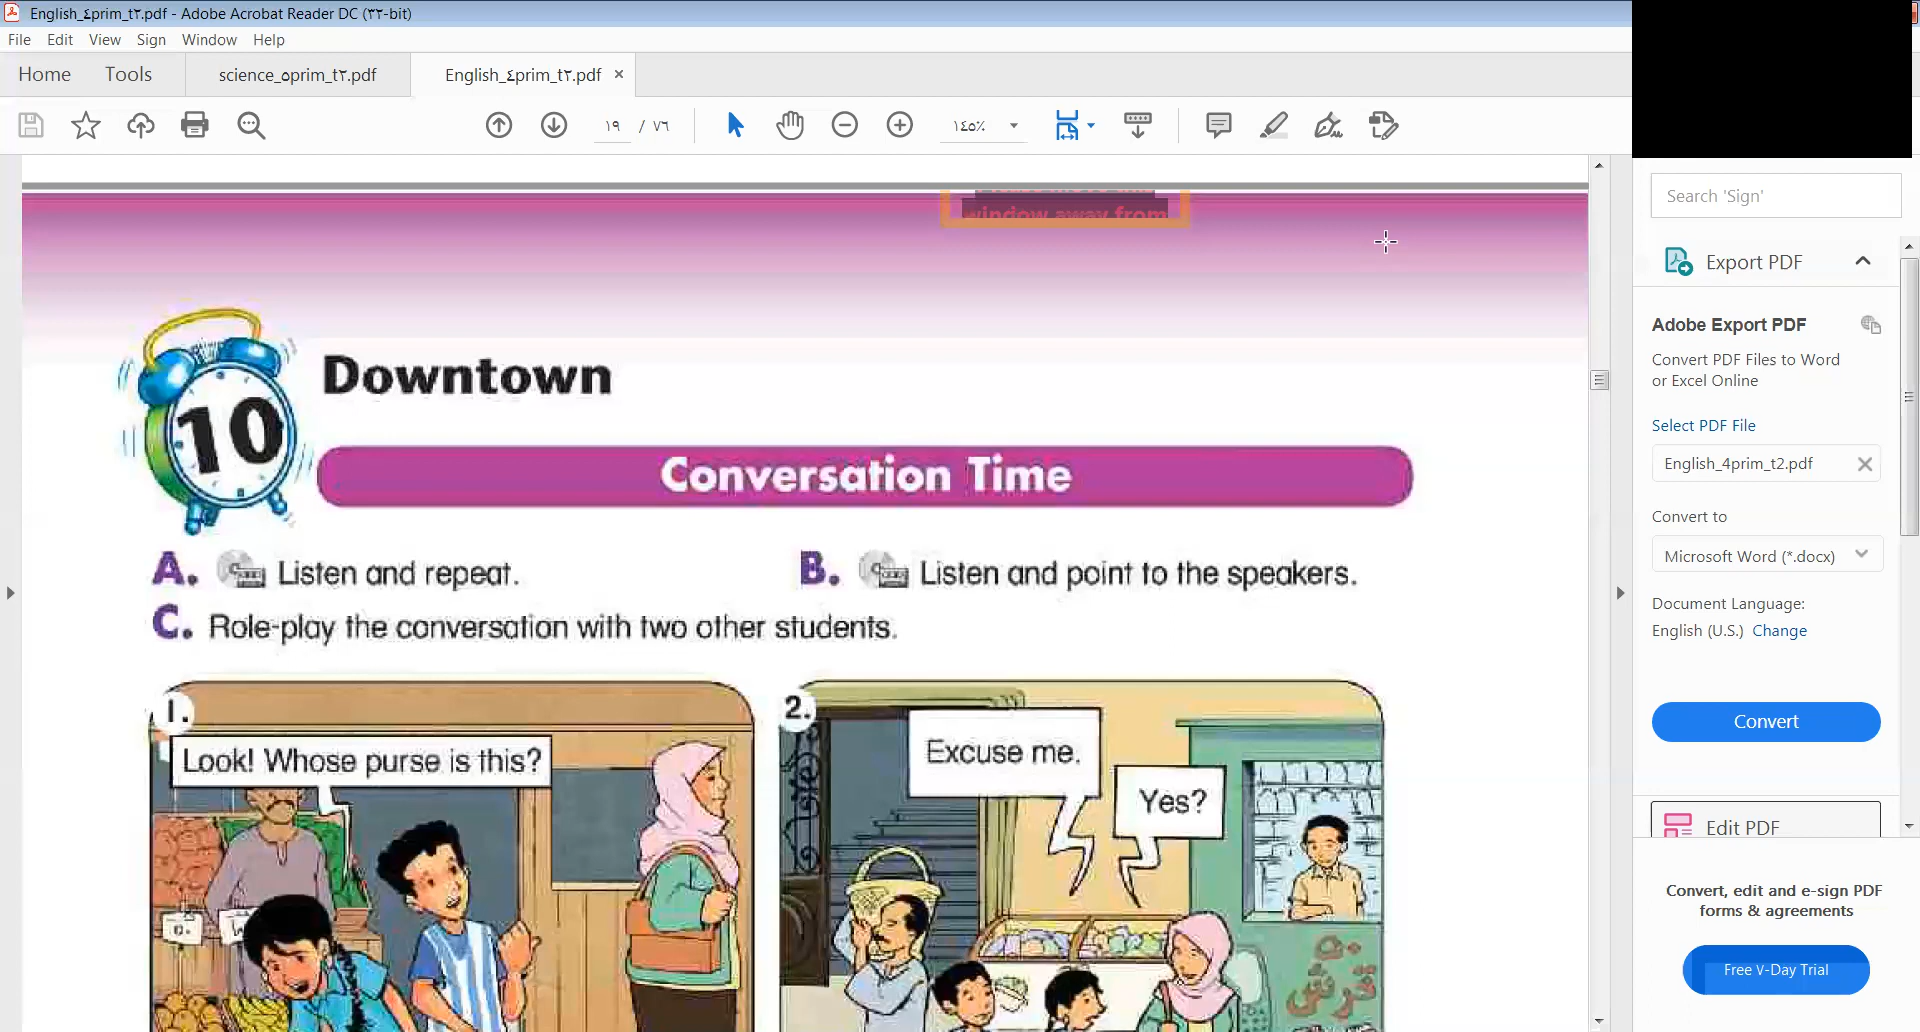 English_٤prim_t٢.pdf - Adobe Acrobat Reader DC (٣٢-bit)
File Edit View Sign Window Help
Home Tools science_٥prim_t٢.pdf English_٤prim_t٢.pdf ×
١٩ / ٧٦ ١٤٥٪
window away from
Search 'Sign'
Export PDF
Adobe Export PDF
Convert PDF Files to Word
or Excel Online
Select PDF File
English_4prim_t2.pdf
Convert to
Microsoft Word (*.docx)
Document Language:
English (U.S.) Change
Convert
Edit PDF
Convert, edit and e-sign PDF
forms & agreements
Free V-Day Trial
10
Downtown
Conversation Time
A. Listen and repeat.
B. Listen and point to the speakers.
C. Role-play the conversation with two other students.
1.
Look! Whose purse is this?
2.
Excuse me.
Yes?
٥٠
قرش